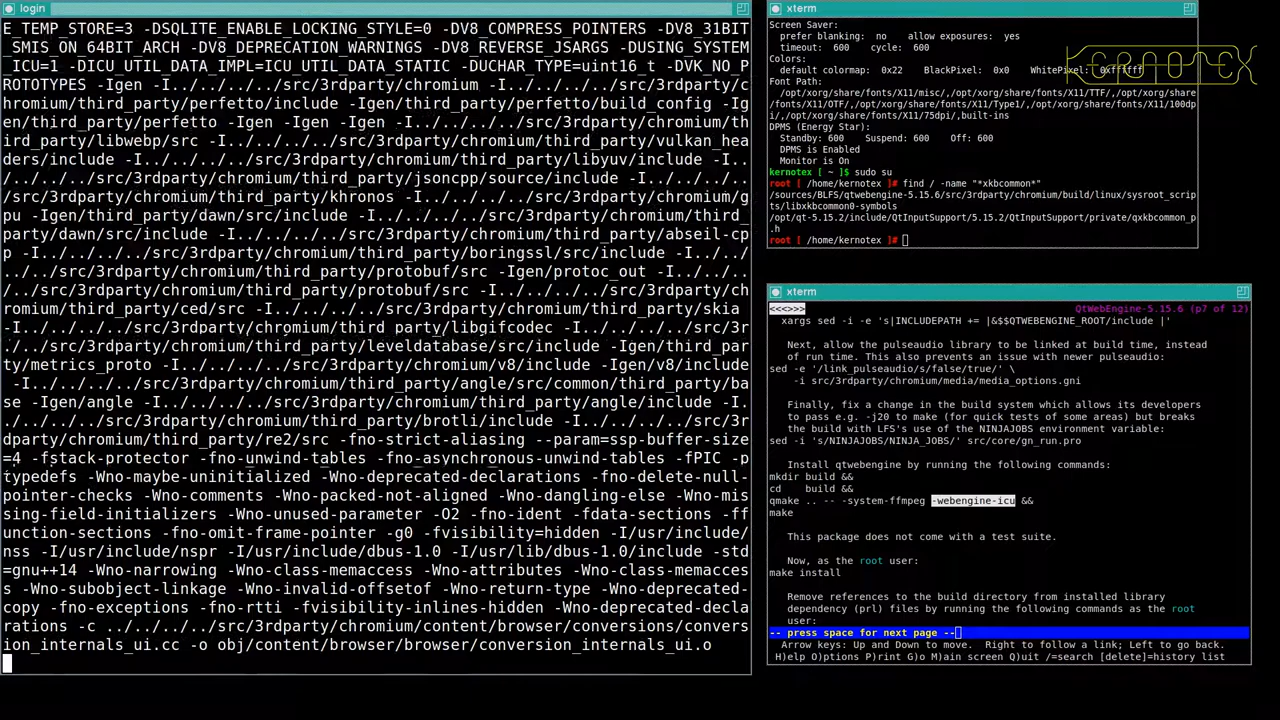 login
E_TEMP_STORE=3 -DSQLITE_ENABLE_LOCKING_STYLE=0 -DV8_COMPRESS_POINTERS -DV8_31BIT
_SMIS_ON_64BIT_ARCH -DV8_DEPRECATION_WARNINGS -DV8_REVERSE_JSARGS -DUSING_SYSTEM
_ICU=1 -DICU_UTIL_DATA_IMPL=ICU_UTIL_DATA_STATIC -DUCHAR_TYPE=uint16_t -DVK_NO_P
ROTOTYPES -Igen -I../../../../src/3rdparty/chromium -I../../../../src/3rdparty/c
hromium/third_party/perfetto/include -Igen/third_party/perfetto/build_config -Ig
en/third_party/perfetto -Igen -Igen -I../../../../src/3rdparty/chromium/third_pa
rty/libwebp/src -I../../../../src/3rdparty/chromium/third_party/vulkan_hea
ders/include -I../../../../src/3rdparty/chromium/third_party/libyuv/include -I..
/../../../src/3rdparty/chromium/third_party/jsoncpp/source/include -I../../../..
/src/3rdparty/chromium/third_party/khronos -I../../../../src/3rdparty/chromium/g
pu -Igen/third_party/dawn/src/include -I../../../../src/3rdparty/chromium/third_
party/dawn/src/include -I../../../../src/3rdparty/chromium/third_party/abseil-cp
p -I../../../../src/3rdparty/chromium/third_party/boringssl/src/include -I../../
../../src/3rdparty/chromium/third_party/protobuf/src -Igen/protoc_out -I../../..
/../src/3rdparty/chromium/third_party/protobuf/src -I../../../../src/3rdparty/ch
romium/third_party/ced/src -I../../../../src/3rdparty/chromium/third_party/skia 
-I../../../../src/3rdparty/chromium/third_party/libgifcodec -I../../../../src/3r
dparty/chromium/third_party/leveldatabase/src/include -Igen/third_par
ty/metrics_proto -I../../../../src/3rdparty/chromium/v8/include -Igen/v8/include
-I../../../../src/3rdparty/chromium/third_party/angle/src/common/third_party/ba
se -Igen/angle -I../../../../src/3rdparty/chromium/third_party/angle/include -I.
./../../../src/3rdparty/chromium/third_party/brotli/include -I../../../../src/3r
dparty/chromium/third_party/re2/src -fno-strict-aliasing --param=ssp-buffer-size
=4 -fstack-protector -fno-unwind-tables -fno-asynchronous-unwind-tables -fPIC -p
typedefs -Wno-maybe-uninitialized -Wno-deprecated-declarations -fno-delete-null-
pointer-checks -Wno-comments -Wno-packed-not-aligned -Wno-dangling-else -Wno-mis
sing-field-initializers -Wno-unused-parameter -O2 -fno-ident -fdata-sections -ff
unction-sections -fno-omit-frame-pointer -g0 -fvisibility=hidden -I/usr/include/
nss -I/usr/include/nspr -I/usr/include/dbus-1.0 -I/usr/lib/dbus-1.0/include -std
=gnu++14 -Wno-narrowing -Wno-class-memaccess -Wno-attributes -Wno-class-memacces
s -Wno-subobject-linkage -Wno-invalid-offsetof -Wno-return-type -Wno-deprecated-
copy -fno-exceptions -fno-rtti -fvisibility-inlines-hidden -Wno-deprecated-decla
rations -c ../../../../src/3rdparty/chromium/content/browser/conversions/convers
ion_internals_ui.cc -o obj/content/browser/browser/conversion_internals_ui.o
xterm
Screen Saver:
prefer blanking:  no    allow exposures:  yes
timeout:  600    cycle:  600
Colors:
default colormap: 0x22    BlackPixel: 0x0    WhitePixel: 0xffffff
Font Path:
/opt/xorg/share/fonts/X11/misc/,/opt/xorg/share/fonts/X11/TTF/,/opt/xorg/share
/fonts/X11/OTF/,/opt/xorg/share/fonts/X11/Type1/,/opt/xorg/share/fonts/X11/100dp
i/,/opt/xorg/share/fonts/X11/75dpi/,built-ins
DPMS (Energy Star):
Standby: 600    Suspend: 600    Off: 600
DPMS is Enabled
Monitor is On
kernotex [ ~ ]$ sudo su
root [ /home/kernotex ]# find / -name "*xkbcommon*"
/sources/BLFS/qtwebengine-5.15.6/src/3rdparty/chromium/build/linux/sysroot_scrip
ts/libxkbcommon0-symbols
/opt/qt-5.15.2/include/QtInputSupport/5.15.2/QtInputSupport/private/qxkbcommon_p
.h
root [ /home/kernotex ]#
KERNOTEX
xterm
<<<>>> QtWebEngine-5.15.6 (p7 of 12)
xargs sed -i -e 's|INCLUDEPATH += |&$$QTWEBENGINE_ROOT/include |'
Next, allow the pulseaudio library to be linked at build time, instead
of run time. This also prevents an issue with newer pulseaudio:
sed -e '/link_pulseaudio/s/false/true/' \
-i src/3rdparty/chromium/media/media_options.gni
Finally, fix a change in the build system which allows its developers
to pass e.g. -j20 to make (for quick tests of some areas) but breaks
the build with LFS's use of the NINJAJOBS environment variable:
sed -i 's/NINJAJOBS/NINJA_JOBS/' src/core/gn_run.pro
Install qtwebengine by running the following commands:
mkdir build &&
cd    build &&
qmake .. -- -system-ffmpeg -webengine-icu &&
make
This package does not come with a test suite.
Now, as the root user:
make install
Remove references to the build directory from installed library
dependency (prl) files by running the following commands as the root
user:
-- press space for next page --
Arrow keys: Up and Down to move.  Right to follow a link; Left to go back.
H)elp O)ptions P)rint G)o M)ain screen Q)uit /=search [delete]=history list